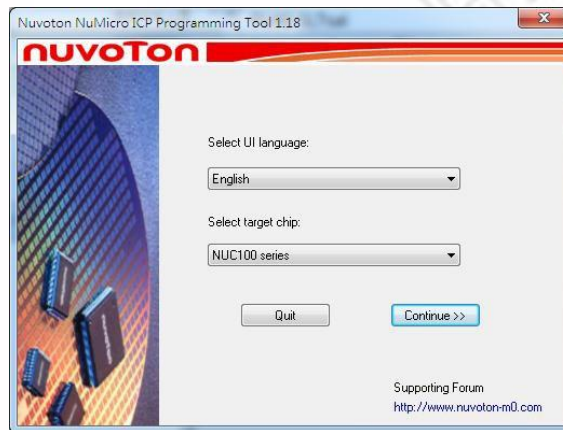 Nuvoton NuMicro ICP Programming Tool 1.18
nuvoTon
Select UI language:
English
Select target chip:
NUC100 series
Quit
Continue >>
Supporting Forum
http://www.nuvoton-m0.com